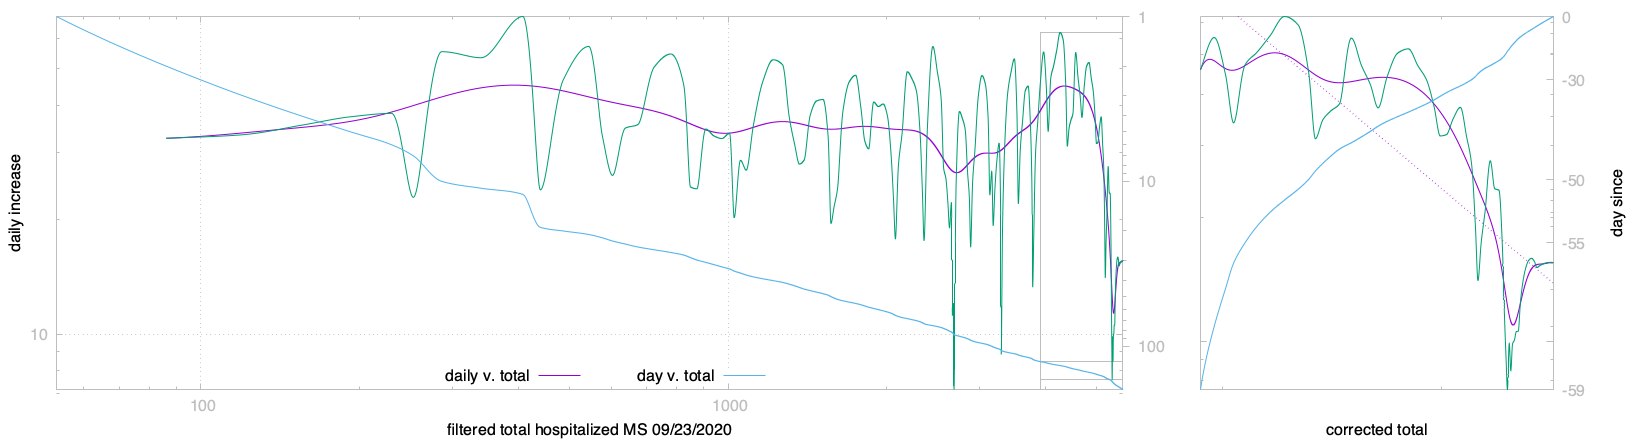 daily increase
10
100
1000
daily v. total
day v. total
1
10
100
filtered total hospitalized MS 09/23/2020
0
-30
-50
-55
-59
day since
corrected total